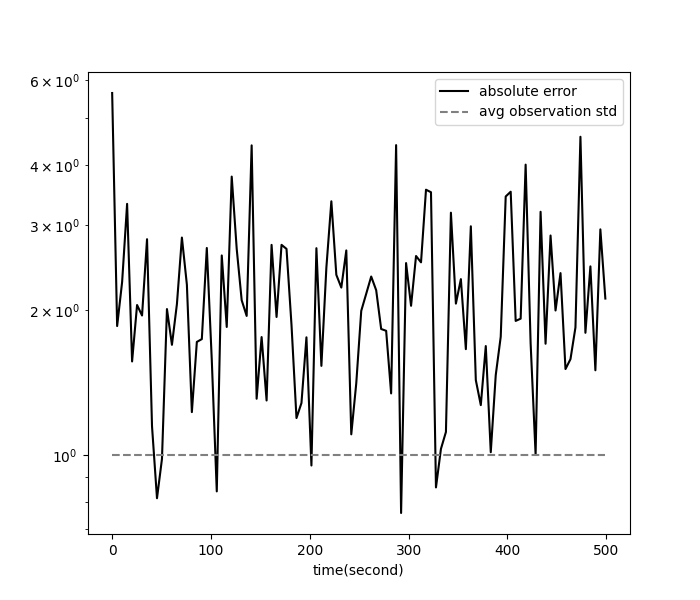 6 × 10⁰
4 × 10⁰
3 × 10⁰
2 × 10⁰
10⁰
absolute error
avg observation std
0 100 200 300 400 500
time(second)